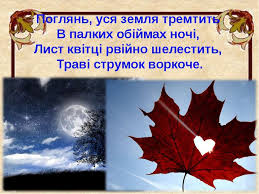 Поглянь, уся земля тремтить
В палких обіймах ночі,
Лист квітці рвійно шелестить,
Траві струмок воркоче.